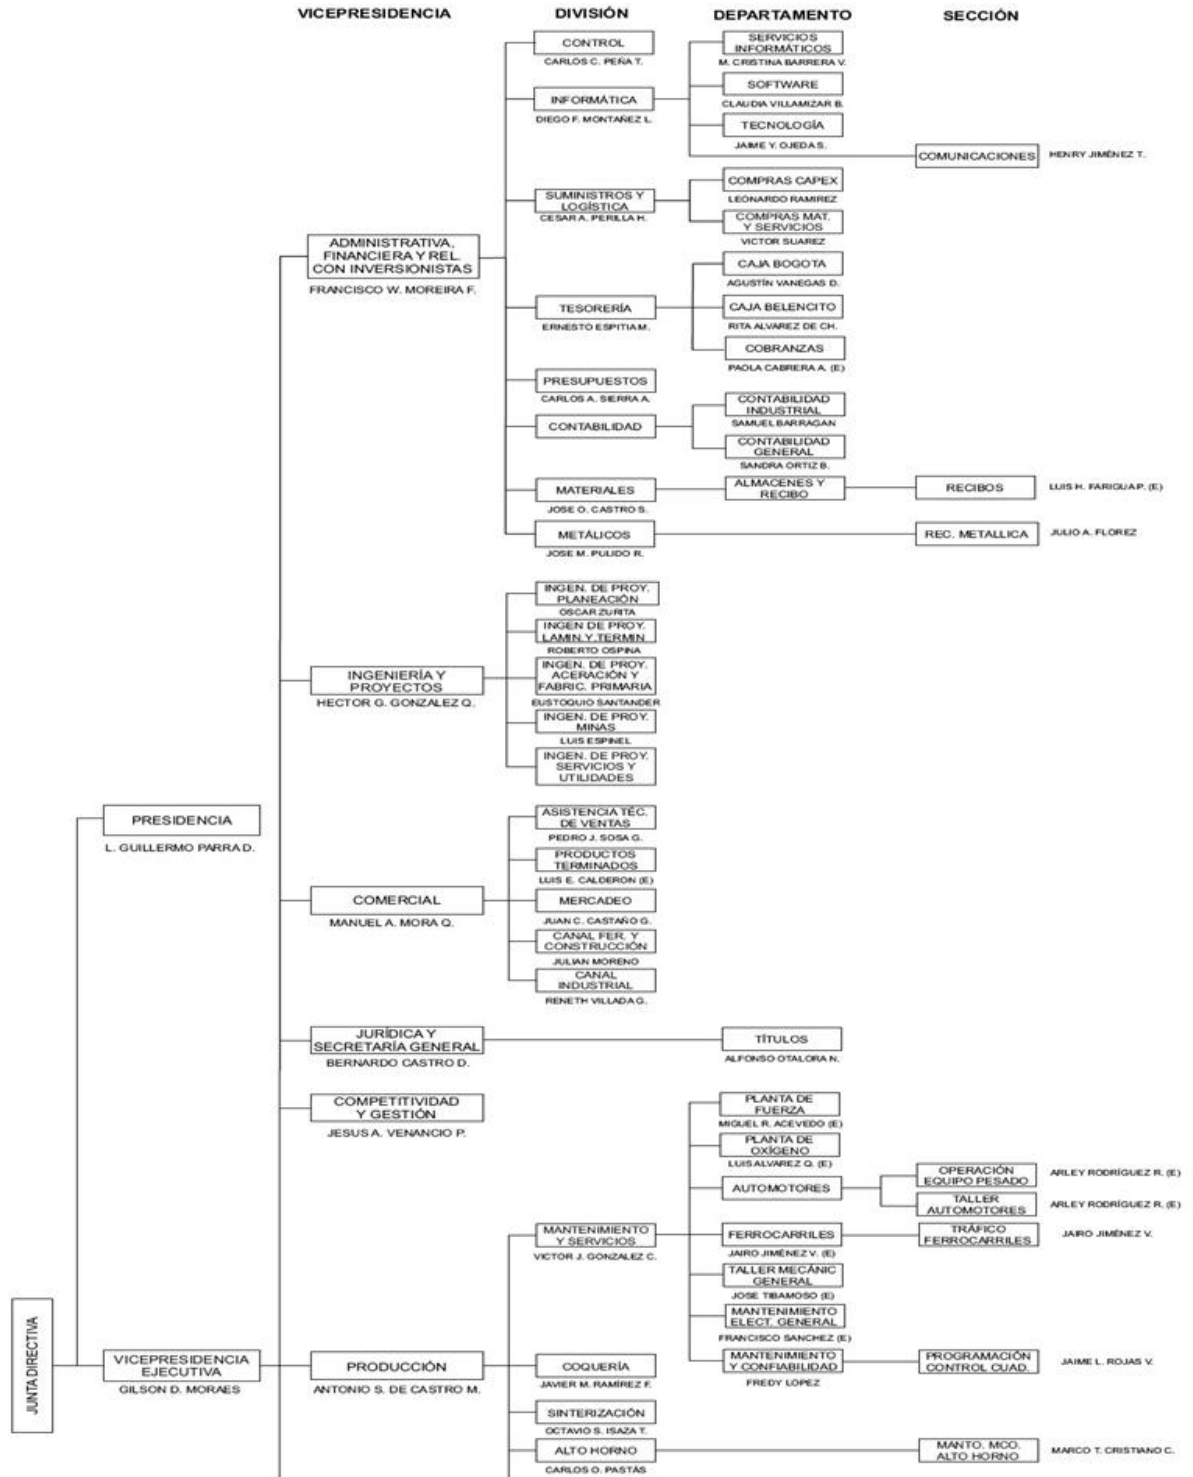 VICEPRESIDENCIA
DIVISIÓN
DEPARTAMENTO
SECCIÓN
CONTROL
CARLOS C. PEÑA T.
INFORMÁTICA
DIEGO F. MONTAÑEZ L.
SERVICIOS
INFORMÁTICOS
M. CRISTINA BARRERA V.
SOFTWARE
CLAUDIA VILLAMIZAR B.
TECNOLOGÍA
JAIME Y. OJEDA S.
COMUNICACIONES
HENRY JIMÉNEZ T.
ADMINISTRATIVA,
FINANCIERA Y REL.
CON INVERSIONISTAS
FRANCISCO W. MOREIRA F.
SUMINISTROS Y
LOGÍSTICA
CESAR A. PERILLA H.
COMPRAS CAPEX
LEONARDO RAMIREZ
COMPRAS MAT.
Y SERVICIOS
VICTOR SUAREZ
TESORERÍA
ERNESTO ESPITIA M.
CAJA BOGOTA
AGUSTÍN VANEGAS D.
CAJA BELENCITO
RITA ALVAREZ DE CH.
COBRANZAS
PAOLA CABRERA A. (E)
PRESUPUESTOS
CARLOS A. SIERRA A.
CONTABILIDAD
CONTABILIDAD
INDUSTRIAL
SAMUEL BARRAGAN
CONTABILIDAD
GENERAL
SANDRA ORTIZ B.
MATERIALES
JOSE O. CASTRO S.
ALMACENES Y
RECIBO
RECIBOS
LUIS H. FARIGUA P. (E)
METÁLICOS
JOSE M. PULIDO R.
REC. METALLICA
JULIO A. FLOREZ
INGENIERÍA Y
PROYECTOS
HECTOR G. GONZALEZ Q.
INGEN. DE PROY.
PLANEACIÓN
OSCAR ZURITA
INGEN DE PROY.
LAMIN.Y.TERMIN.
ROBERTO OSPINA
INGEN. DE PROY.
ACERACIÓN Y
FABRIC. PRIMARIA
EUSTOQUIO SANTANDER
INGEN. DE PROY.
MINAS
LUIS ESPINEL
INGEN. DE PROY.
SERVICIOS Y
UTILIDADES
PRESIDENCIA
L. GUILLERMO PARRA D.
COMERCIAL
MANUEL A. MORA Q.
ASISTENCIA TÉC.
DE VENTAS
PEDRO J. SOSA G.
PRODUCTOS
TERMINADOS
LUIS E. CALDERON (E)
MERCADEO
JUAN C. CASTAÑO G.
CANAL FER. Y
CONSTRUCCIÓN
JULIAN MORENO
CANAL
INDUSTRIAL
RENETH VILLADA G.
JURÍDICA Y
SECRETARÍA GENERAL
BERNARDO CASTRO D.
TÍTULOS
ALFONSO OTALORA N.
COMPETITIVIDAD
Y GESTIÓN
JESUS A. VENANCIO P.
PLANTA DE
FUERZA
MIGUEL R. ACEVEDO (E)
PLANTA DE
OXÍGENO
LUIS ALVAREZ Q. (E)
AUTOMOTORES
OPERACIÓN
EQUIPO PESADO
ARLEY RODRÍGUEZ R. (E)
TALLER
AUTOMOTORES
ARLEY RODRÍGUEZ R. (E)
MANTENIMIENTO
Y SERVICIOS
VICTOR J. GONZALEZ C.
FERROCARRILES
JAIRO JIMÉNEZ V. (E)
TRÁFICO
FERROCARRILES
JAIRO JIMÉNEZ V.
TALLER MECÁNIC
GENERAL
JOSE TIBAMOSO (E)
MANTENIMIENTO
ELECT. GENERAL
FRANCISCO SANCHEZ (E)
MANTENIMIENTO
Y CONFIABILIDAD
FREDY LOPEZ
PROGRAMACIÓN
CONTROL CUAD.
JAIME L. ROJAS V.
JUNTA DIRECTIVA
VICEPRESIDENCIA
EJECUTIVA
GILSON D. MORAES
PRODUCCIÓN
ANTONIO S. DE CASTRO M.
COQUERÍA
JAVIER M. RAMÍREZ F.
SINTERIZACIÓN
OCTAVIO S. ISAZA T.
ALTO HORNO
CARLOS O. PASTÁS
MANTO. MCO.
ALTO HORNO
MARCO T. CRISTIANO C.